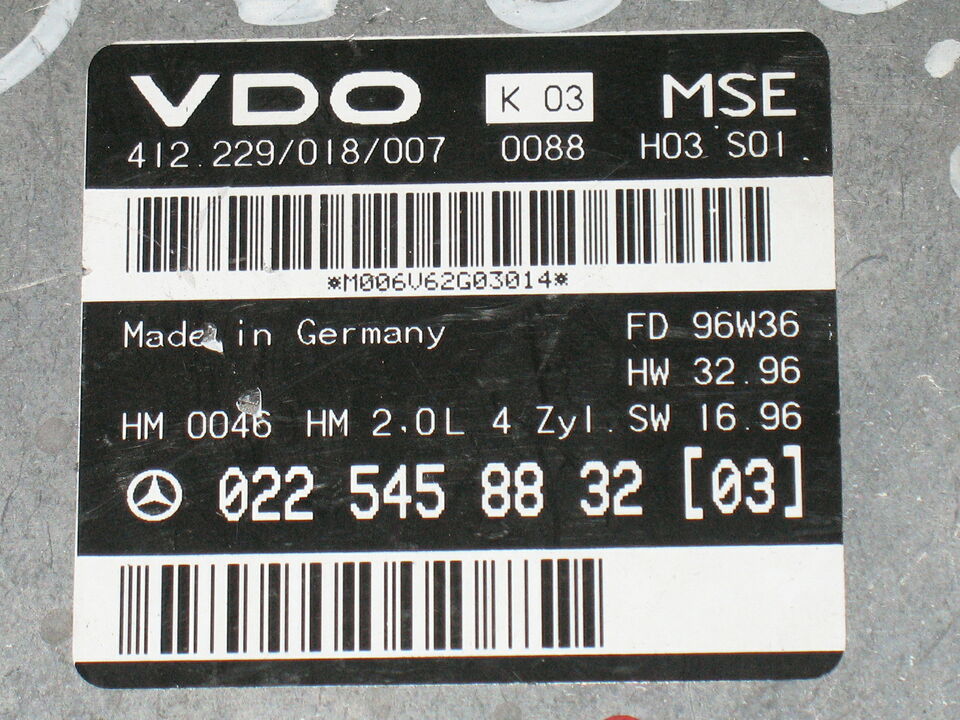 VDO K 03 MSE
412.229/018/007 0088 H03 S01
*M006V62G03014*
Made in Germany FD 96W36
HW 32.96
HM 0046 HM 2.0L 4 Zyl. SW 16.96
022 545 88 32 [03]